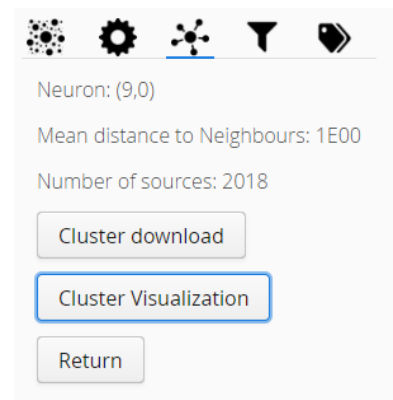 Neuron: (9,0)
Mean distance to Neighbours: 1E00
Number of sources: 2018
Cluster download
Cluster Visualization
Return